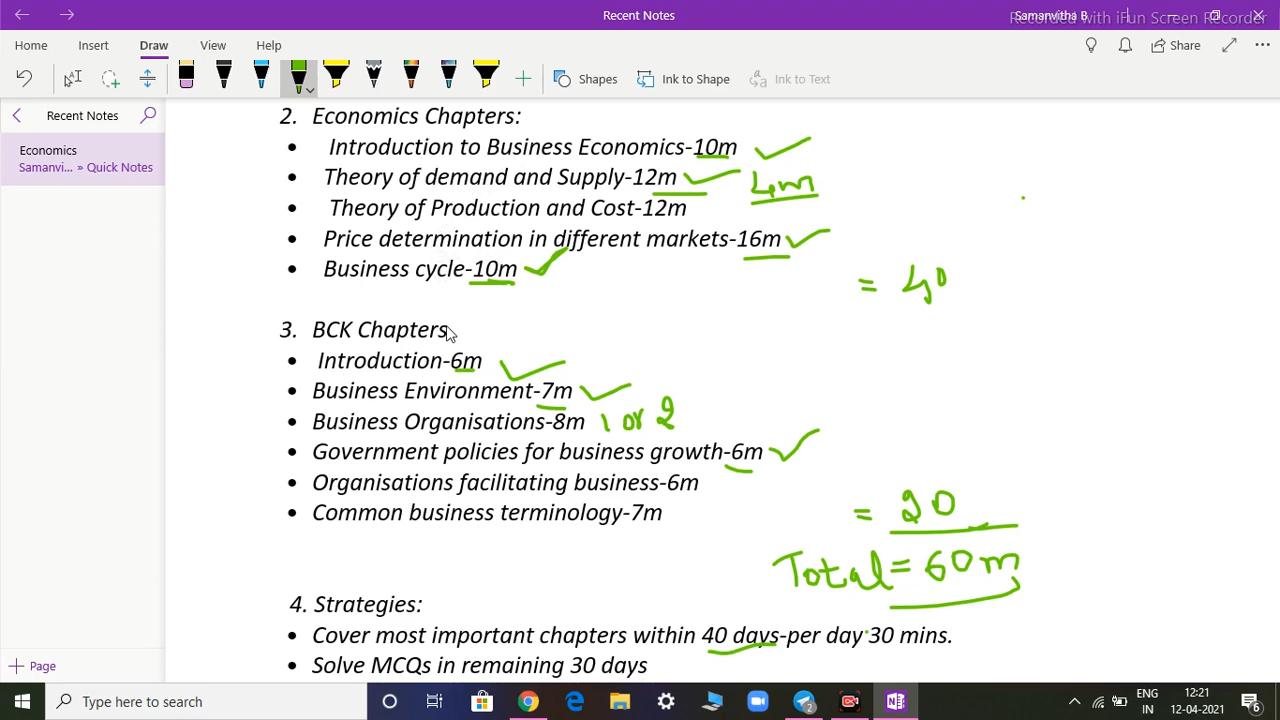 Recent Notes
Samanvitha B
Recorded with iFun Screen Recorder
Home Insert Draw View Help
Share
Shapes Ink to Shape Ink to Text
Recent Notes
Economics
Samanvi... » Quick Notes
2. Economics Chapters:
• Introduction to Business Economics-10m
• Theory of demand and Supply-12m 4m
• Theory of Production and Cost-12m
• Price determination in different markets-16m
• Business cycle-10m
= 40
3. BCK Chapters
• Introduction-6m
• Business Environment-7m
• Business Organisations-8m 1 or 2
• Government policies for business growth-6m
• Organisations facilitating business-6m
• Common business terminology-7m
= 20
Total = 60m
4. Strategies:
• Cover most important chapters within 40 days-per day 30 mins.
• Solve MCQs in remaining 30 days
Page
Type here to search
2
ENG
IN
12:21
12-04-2021
6